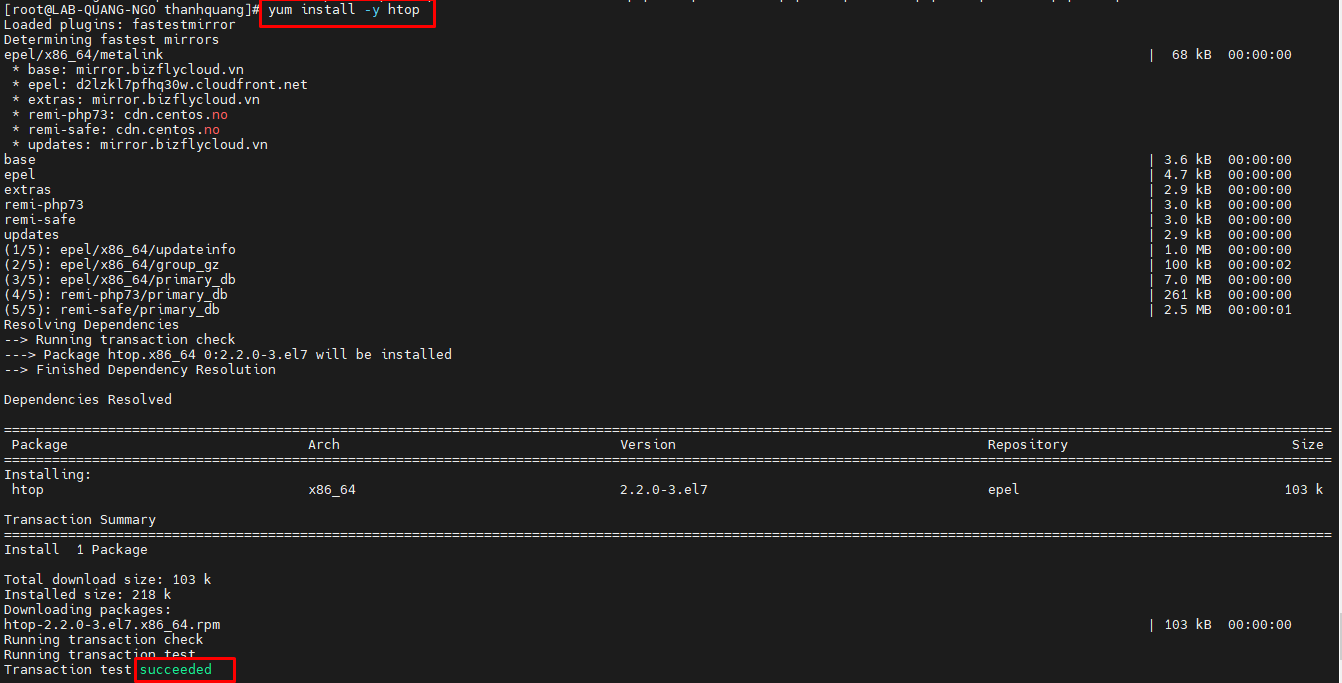 [root@LAB-QUANG-NGO thanhquang]# yum install -y htop
Loaded plugins: fastestmirror
Determining fastest mirrors
epel/x86_64/metalink | 68 kB 00:00:00
* base: mirror.bizflycloud.vn
* epel: d2lzkl7pfhq30w.cloudfront.net
* extras: mirror.bizflycloud.vn
* remi-php73: cdn.centos.no
* remi-safe: cdn.centos.no
* updates: mirror.bizflycloud.vn
base | 3.6 kB 00:00:00
epel | 4.7 kB 00:00:00
extras | 2.9 kB 00:00:00
remi-php73 | 3.0 kB 00:00:00
remi-safe | 3.0 kB 00:00:00
updates | 2.9 kB 00:00:00
(1/5): epel/x86_64/updateinfo | 1.0 MB 00:00:00
(2/5): epel/x86_64/group_gz | 100 kB 00:00:02
(3/5): epel/x86_64/primary_db | 7.0 MB 00:00:00
(4/5): remi-php73/primary_db | 261 kB 00:00:00
(5/5): remi-safe/primary_db | 2.5 MB 00:00:01
Resolving Dependencies
--> Running transaction check
---> Package htop.x86_64 0:2.2.0-3.el7 will be installed
--> Finished Dependency Resolution
Dependencies Resolved
Package Arch Version Repository Size
Installing:
htop x86_64 2.2.0-3.el7 epel 103 k
Transaction Summary
Install 1 Package
Total download size: 103 k
Installed size: 218 k
Downloading packages:
htop-2.2.0-3.el7.x86_64.rpm | 103 kB 00:00:00
Running transaction check
Running transaction test
Transaction test succeeded